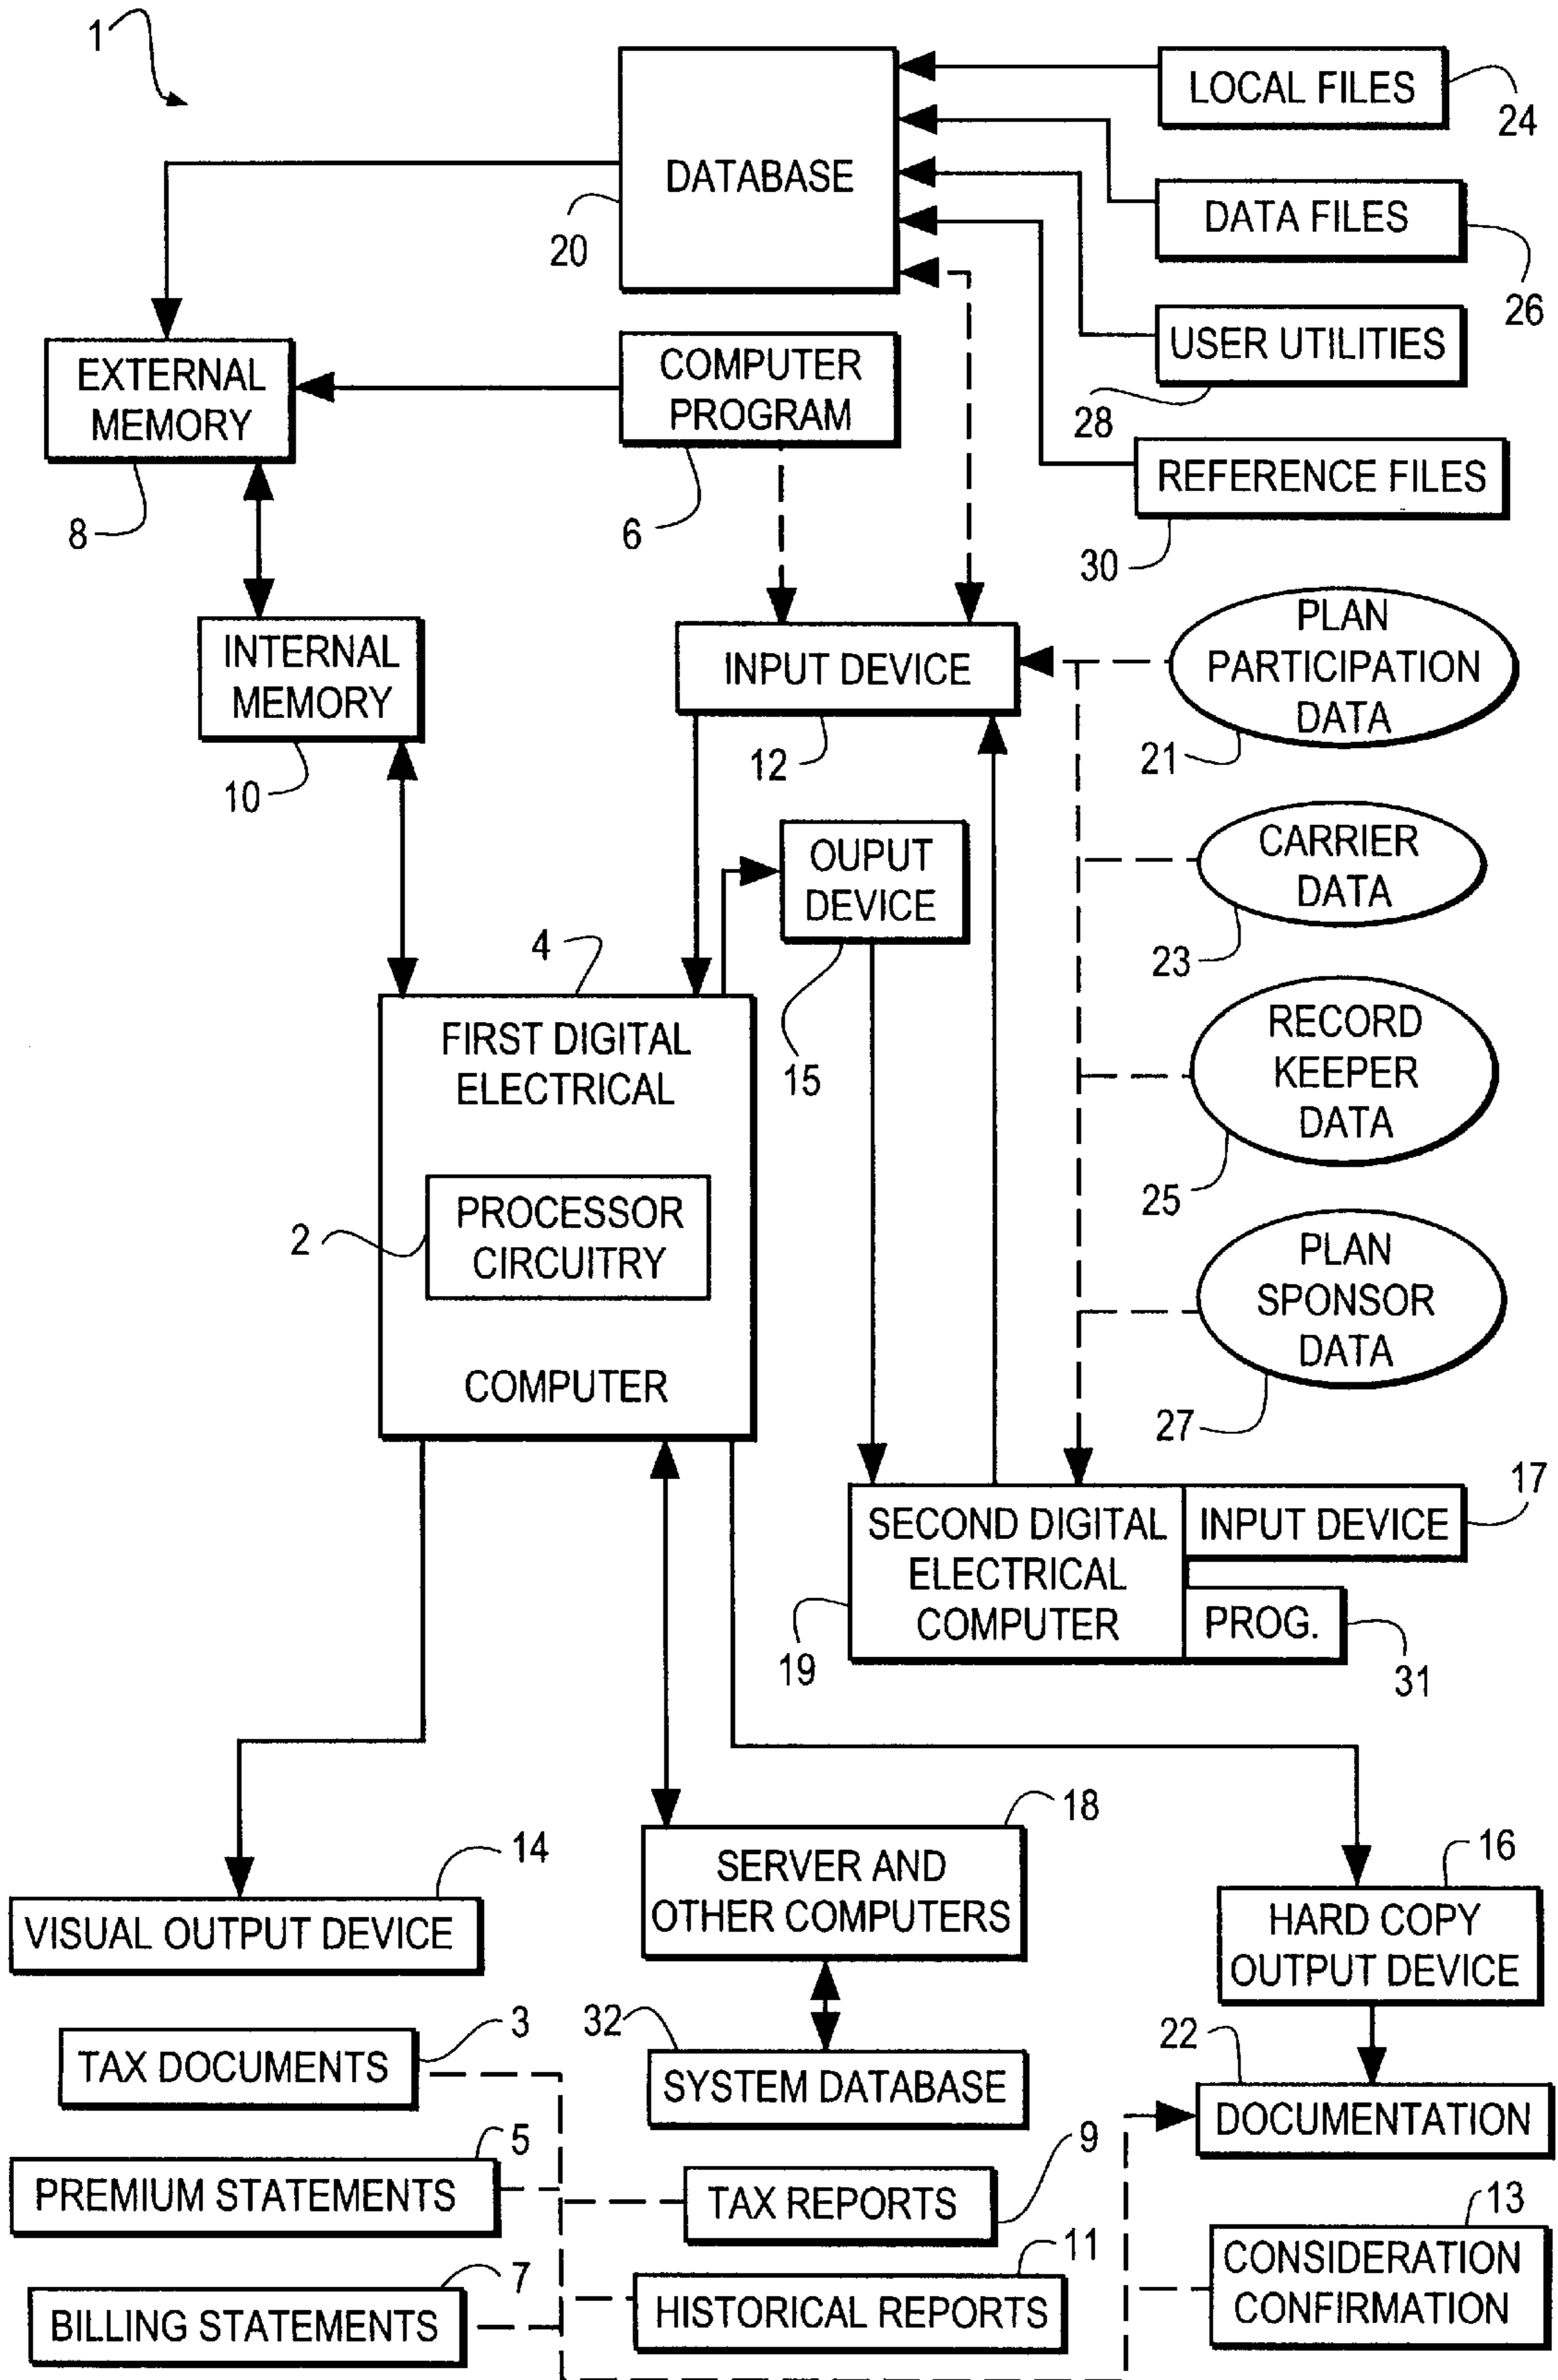 1
DATABASE
20
LOCAL FILES
24
DATA FILES
26
USER UTILITIES
28
REFERENCE FILES
30
EXTERNAL
MEMORY
8
COMPUTER
PROGRAM
6
INTERNAL
MEMORY
10
INPUT DEVICE
12
PLAN
PARTICIPATION
DATA
21
OUPUT
DEVICE
15
CARRIER
DATA
23
4
FIRST DIGITAL
ELECTRICAL
PROCESSOR
CIRCUITRY
2
COMPUTER
RECORD
KEEPER
DATA
25
PLAN
SPONSOR
DATA
27
SECOND DIGITAL
ELECTRICAL
COMPUTER
19
INPUT DEVICE
17
PROG.
31
14
VISUAL OUTPUT DEVICE
18
SERVER AND
OTHER COMPUTERS
16
HARD COPY
OUTPUT DEVICE
3
TAX DOCUMENTS
32
SYSTEM DATABASE
22
DOCUMENTATION
5
PREMIUM STATEMENTS
9
TAX REPORTS
13
CONSIDERATION
CONFIRMATION
7
BILLING STATEMENTS
11
HISTORICAL REPORTS